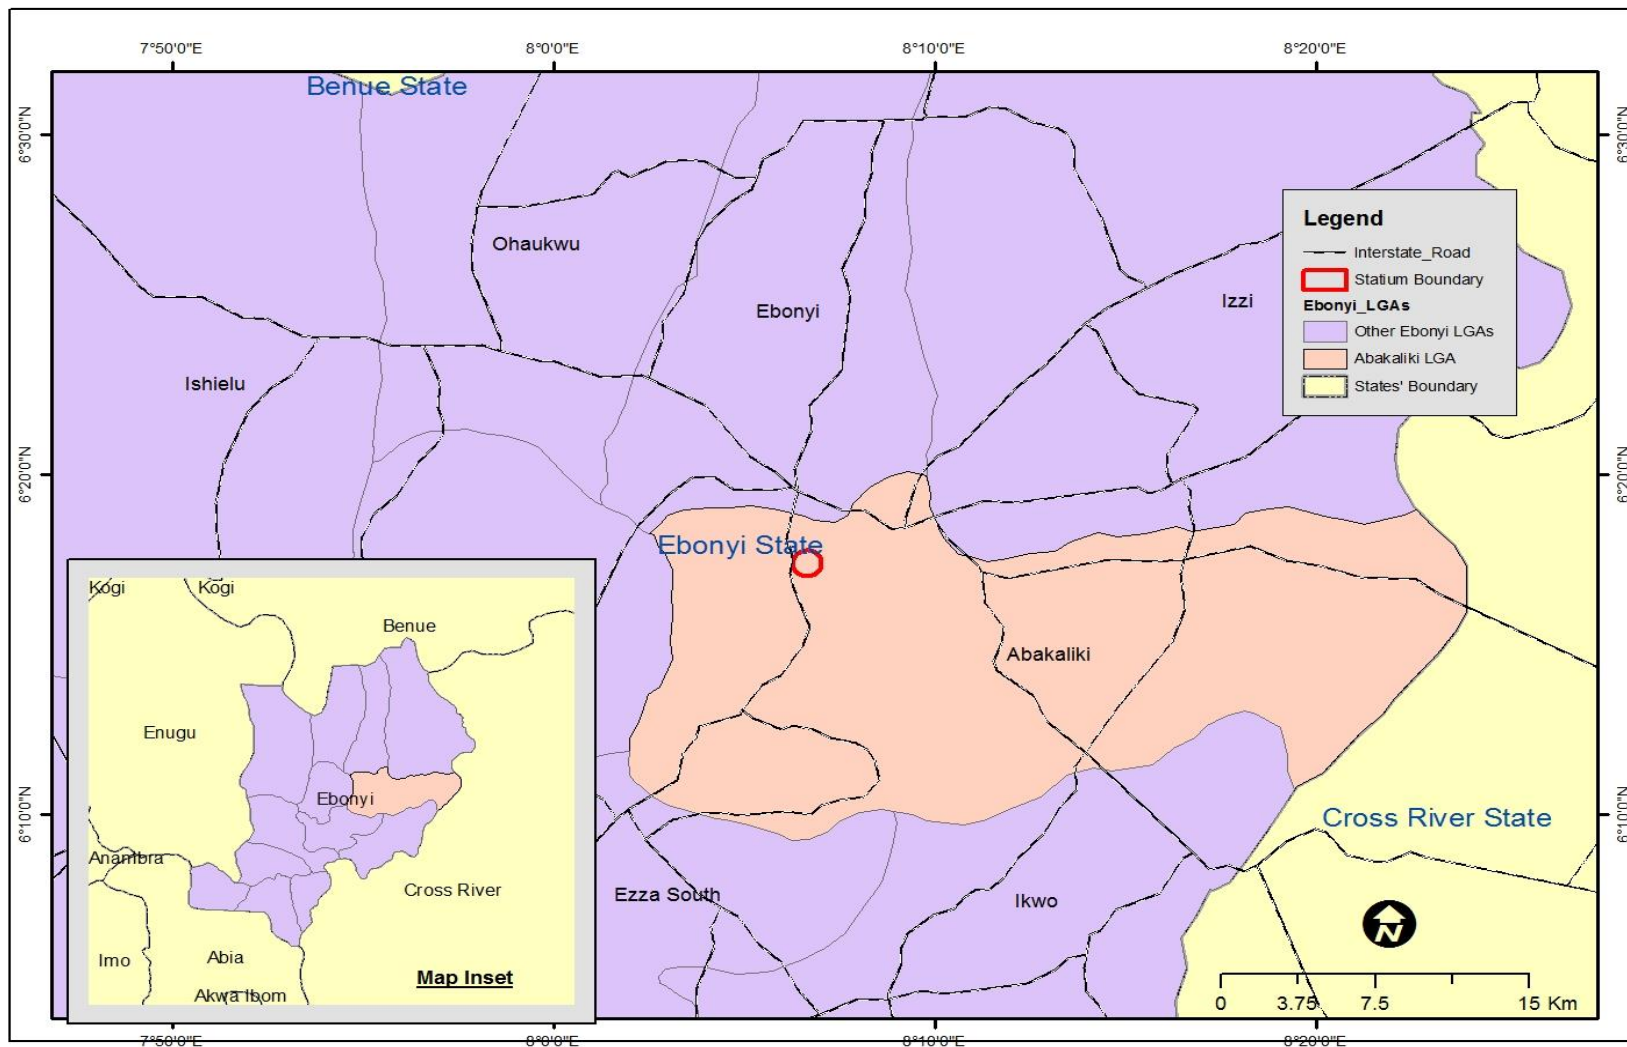 7°50'0"E
8°0'0"E
8°10'0"E
8°20'0"E
Benue State
6°30'0"N
6°30'0"N
Legend
Interstate_Road
Statium Boundary
Ebonyi_LGAs
Other Ebonyi LGAs
Abakaliki LGA
States' Boundary
Ohaukwu
Ebonyi
Izzi
Ishielu
6°20'0"N
6°20'0"N
Ebonyi State
Abakaliki
Kogi
Kogi
Benue
Enugu
Ebonyi
Anambra
Cross River
Imo
Abia
Akwa Ibom
Map Inset
6°10'0"N
6°10'0"N
Cross River State
Ezza South
Ikwo
N
0 3.75 7.5 15 Km
7°50'0"E
8°0'0"E
8°10'0"E
8°20'0"E